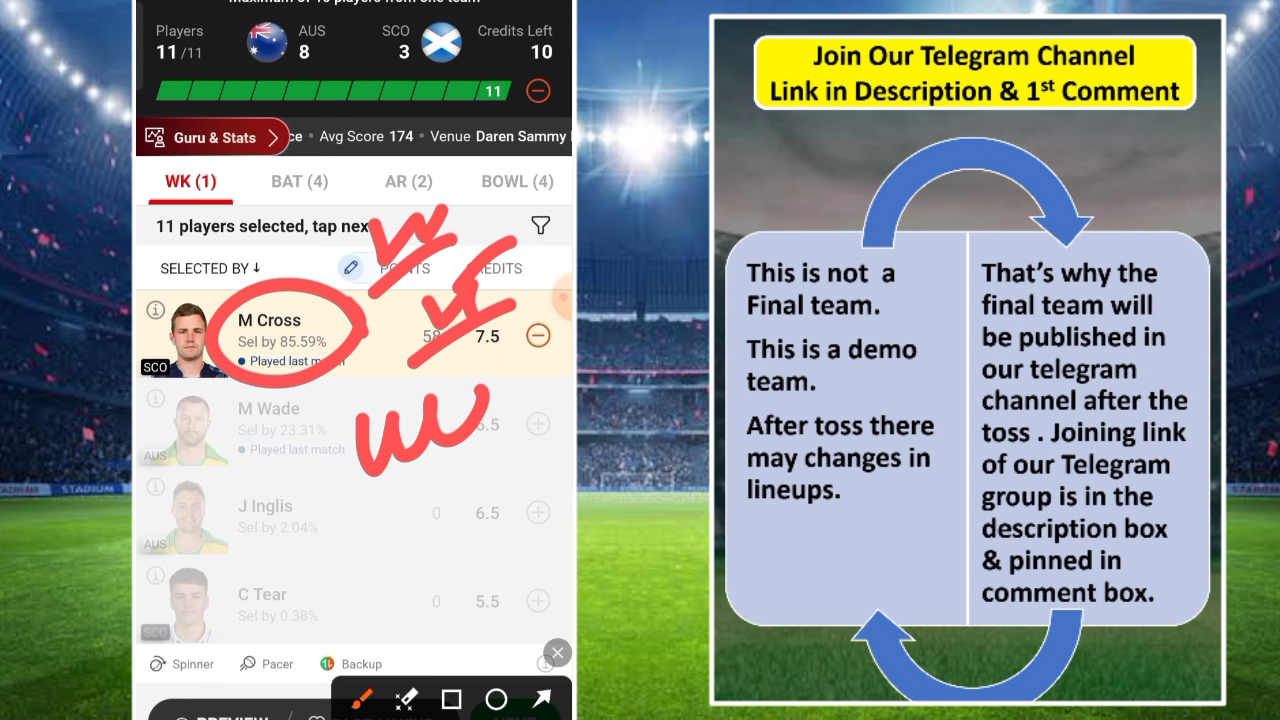 Players
AUS
SCO
Credits Left
11/11
8
3
10
11
Guru & Stats
Avg Score 174 • Venue Daren Sammy
WK (1)
BAT (4)
AR (2)
BOWL (4)
11 players selected, tap
SELECTED BY
M Cross
Sel by 85.59%
Played last
7.5
SCO
M Wade
Sel by 23.31%
Played last match
AUS
J Inglis
Sel by 2.04%
0
6.5
AUS
C Tear
Sel by 0.38%
0
5.5
SCO
Spinner
Pacer
Backup
Join Our Telegram Channel
Link in Description & 1st Comment
This is not a
Final team.
This is a demo
team.
After toss there
may changes in
lineups.
That's why the
final team will
be published in
our telegram
channel after the
toss . Joining link
of our Telegram
group is in the
description box
& pinned in
comment box.